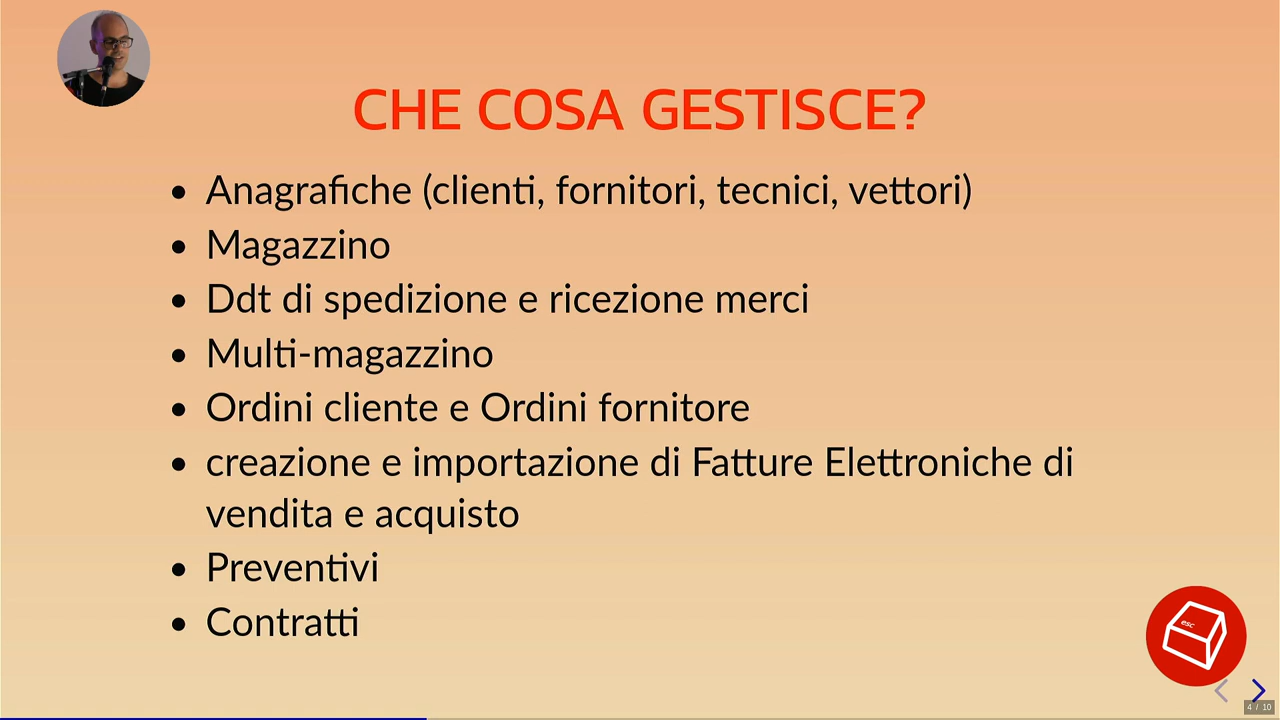 CHE COSA GESTISCE?
• Anagrafiche (clienti, fornitori, tecnici, vettori)
• Magazzino
• Ddt di spedizione e ricezione merci
• Multi-magazzino
• Ordini cliente e Ordini fornitore
• creazione e importazione di Fatture Elettroniche di
vendita e acquisto
• Preventivi
• Contratti
esc
4 / 10